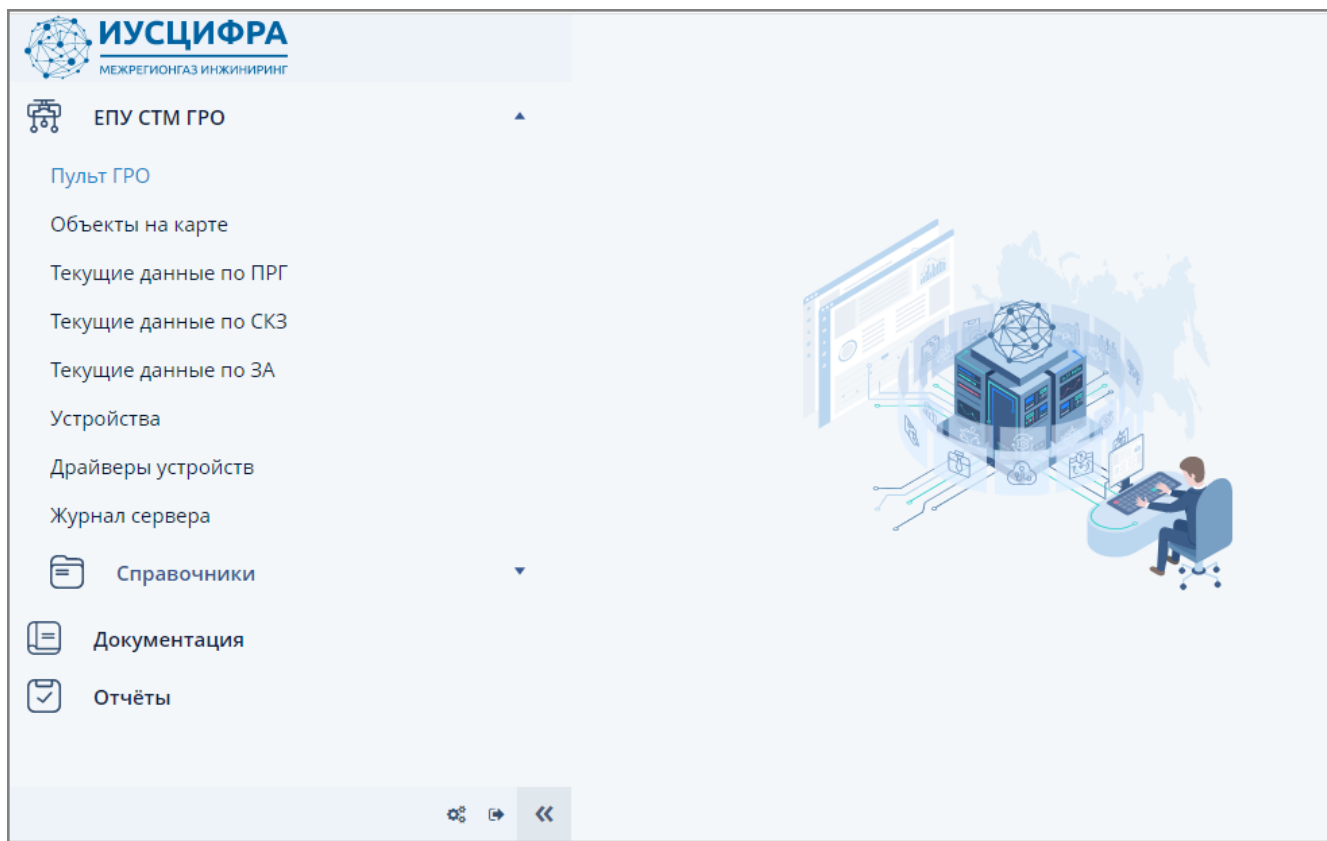 ИУСЦИФРА
МЕЖРЕГИОНГАЗ ИНЖИНИРИНГ
ЕПУ СТМ ГРО
Пульт ГРО
Объекты на карте
Текущие данные по ПРГ
Текущие данные по СКЗ
Текущие данные по ЗА
Устройства
Драйверы устройств
Журнал сервера
Справочники
Документация
Отчёты